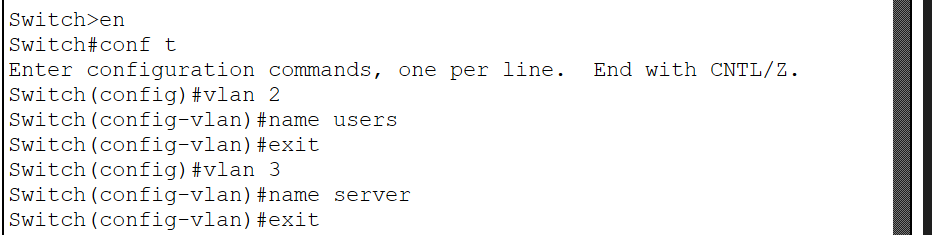 Switch>en
Switch#conf t
Enter configuration commands, one per line.  End with CNTL/Z.
Switch(config)#vlan 2
Switch(config-vlan)#name users
Switch(config-vlan)#exit
Switch(config)#vlan 3
Switch(config-vlan)#name server
Switch(config-vlan)#exit